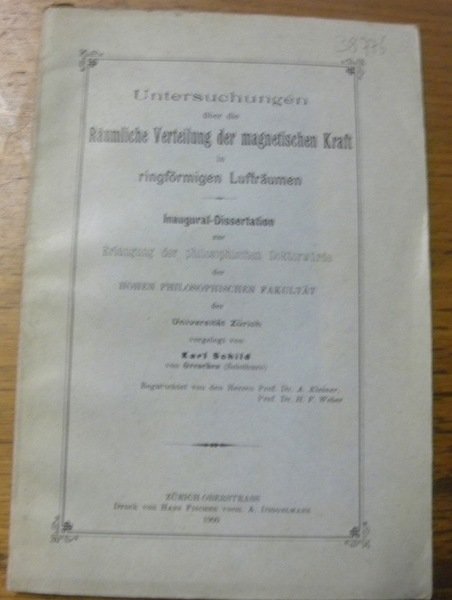 38776
Untersuchungen
über die
Räumliche Verteilung der magnetischen Kraft
in
ringförmigen Lufträumen
Inaugural-Dissertation
zur
Erlangung der philosophischen Doktorwürde
der
HOHEN PHILOSOPHISCHEN FAKULTÄT
der
Universität Zürich
vorgelegt von
Karl Schild
von Grenchen (Solothurn)
Begutachtet von den Herren Prof. Dr. A. Kleiner
Prof. Dr. H. F. Weber
ZÜRICH OBERSTRASS
Druck von Hans Fischer vorm. A. Diggelmann